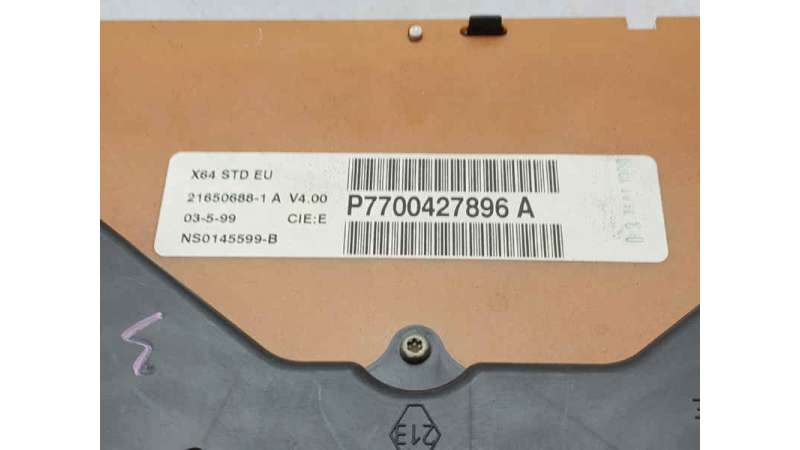 X64 STD EU
21650688-1 A V4.00
03-5-99 CIE:E
NS0145599-B
P7700427896 A
213